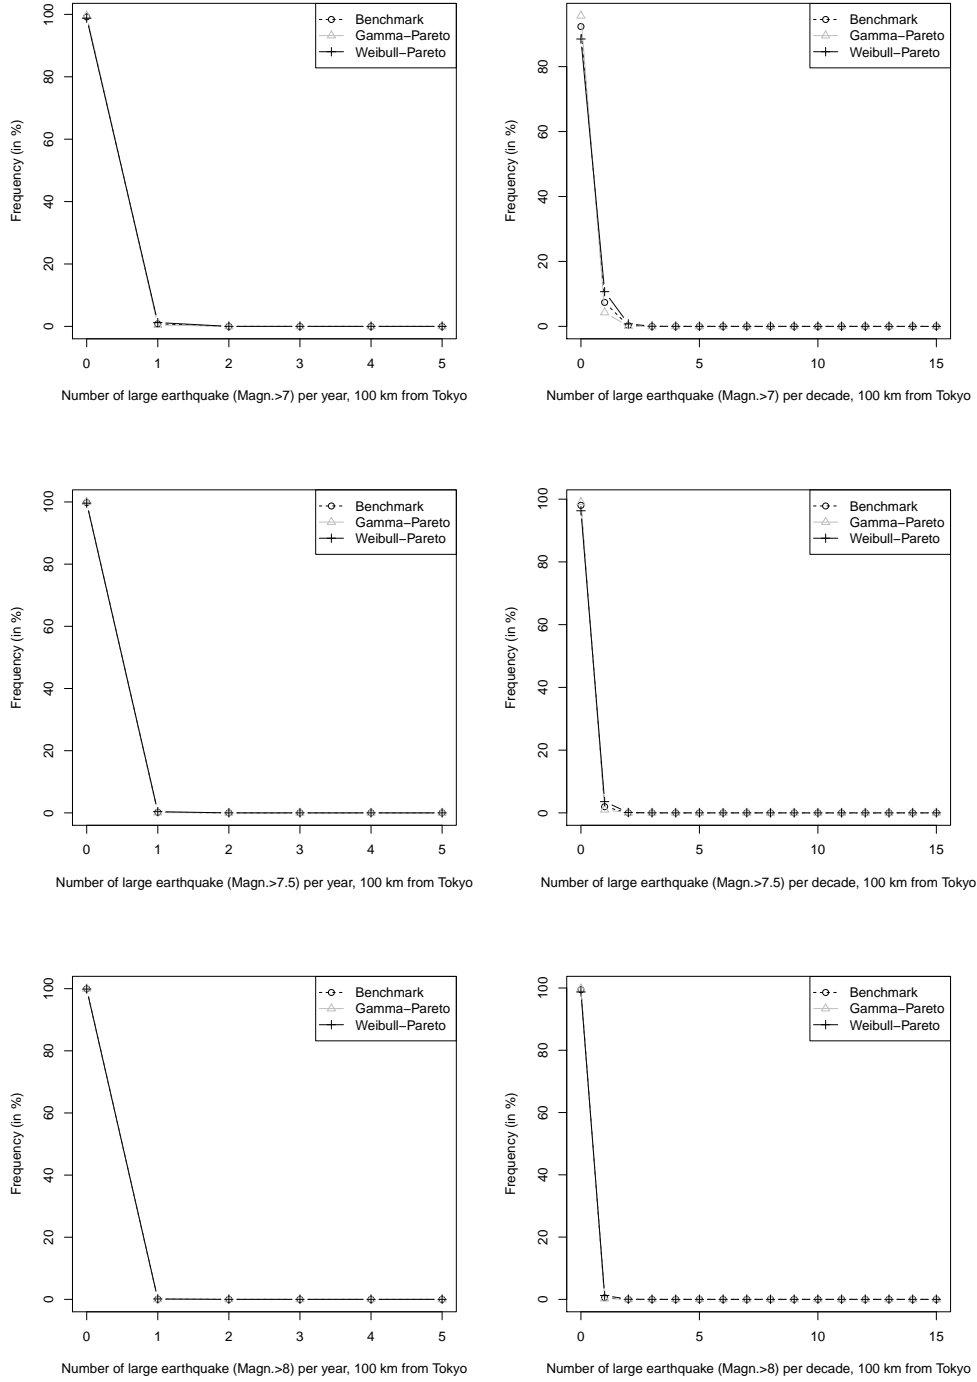 Benchmark
Gamma−Pareto
Weibull−Pareto
Frequency (in %)
0 20 40 60 80 100
0 1 2 3 4 5
Number of large earthquake (Magn.>7) per year, 100 km from Tokyo
Benchmark
Gamma−Pareto
Weibull−Pareto
Frequency (in %)
0 20 40 60 80
0 5 10 15
Number of large earthquake (Magn.>7) per decade, 100 km from Tokyo
Benchmark
Gamma−Pareto
Weibull−Pareto
Frequency (in %)
0 20 40 60 80 100
0 1 2 3 4 5
Number of large earthquake (Magn.>7.5) per year, 100 km from Tokyo
Benchmark
Gamma−Pareto
Weibull−Pareto
Frequency (in %)
0 20 40 60 80 100
0 5 10 15
Number of large earthquake (Magn.>7.5) per decade, 100 km from Tokyo
Benchmark
Gamma−Pareto
Weibull−Pareto
Frequency (in %)
0 20 40 60 80 100
0 1 2 3 4 5
Number of large earthquake (Magn.>8) per year, 100 km from Tokyo
Benchmark
Gamma−Pareto
Weibull−Pareto
Frequency (in %)
0 20 40 60 80 100
0 5 10 15
Number of large earthquake (Magn.>8) per decade, 100 km from Tokyo